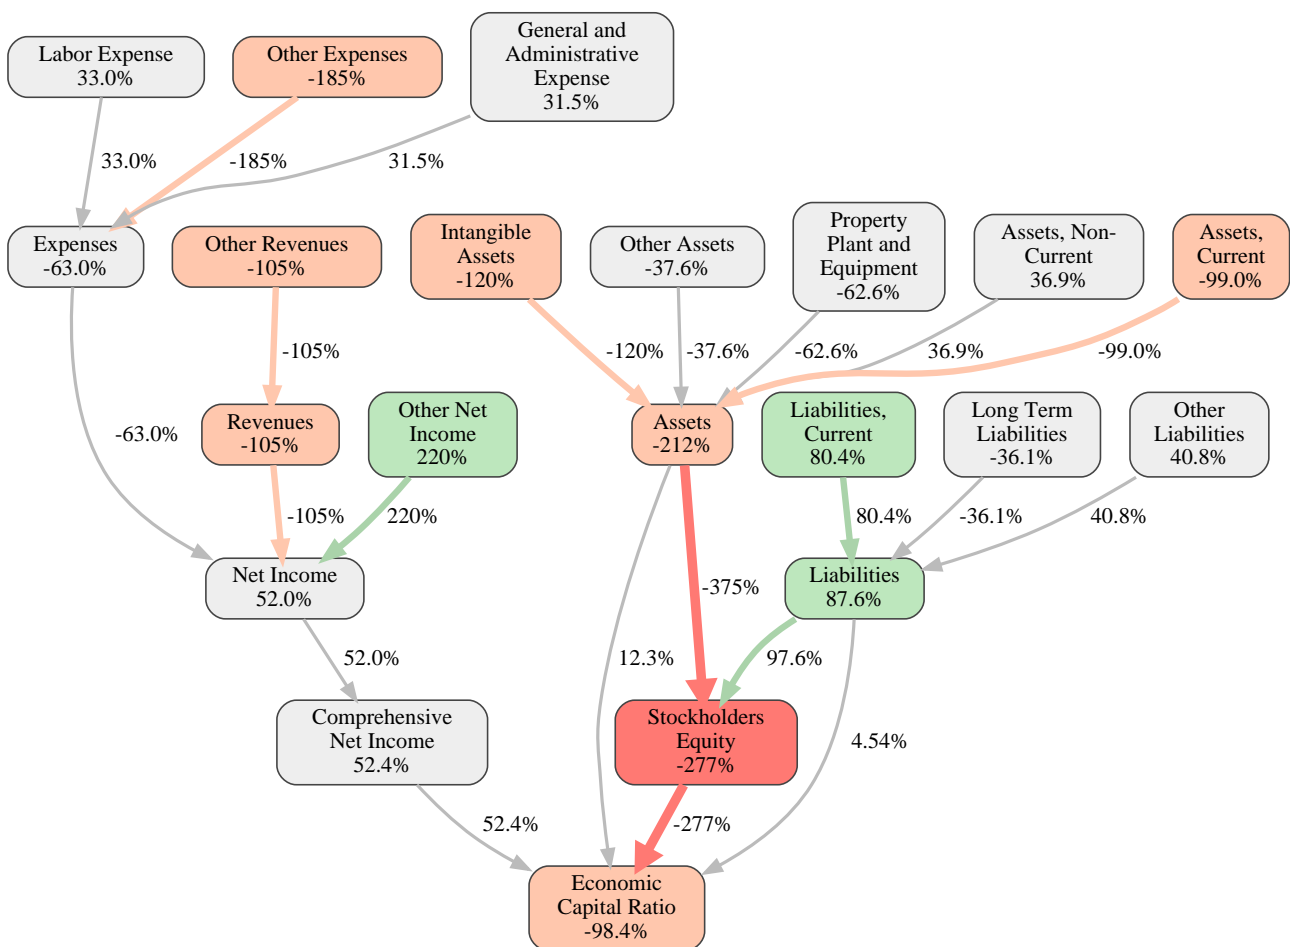 Labor Expense
33.0%
Other Expenses
-185%
General and
Administrative
Expense
31.5%
33.0%
-185%
31.5%
Expenses
-63.0%
Other Revenues
-105%
Intangible
Assets
-120%
Other Assets
-37.6%
Property
Plant and
Equipment
-62.6%
Assets, Non-
Current
36.9%
Assets,
Current
-99.0%
-105%
-120%
-37.6%
-62.6%
36.9%
-99.0%
-63.0%
Revenues
-105%
Other Net
Income
220%
Assets
-212%
Liabilities,
Current
80.4%
Long Term
Liabilities
-36.1%
Other
Liabilities
40.8%
-105%
220%
80.4%
-36.1%
40.8%
Net Income
52.0%
-375%
Liabilities
87.6%
52.0%
12.3%
97.6%
Comprehensive
Net Income
52.4%
Stockholders
Equity
-277%
4.54%
52.4%
-277%
Economic
Capital Ratio
-98.4%